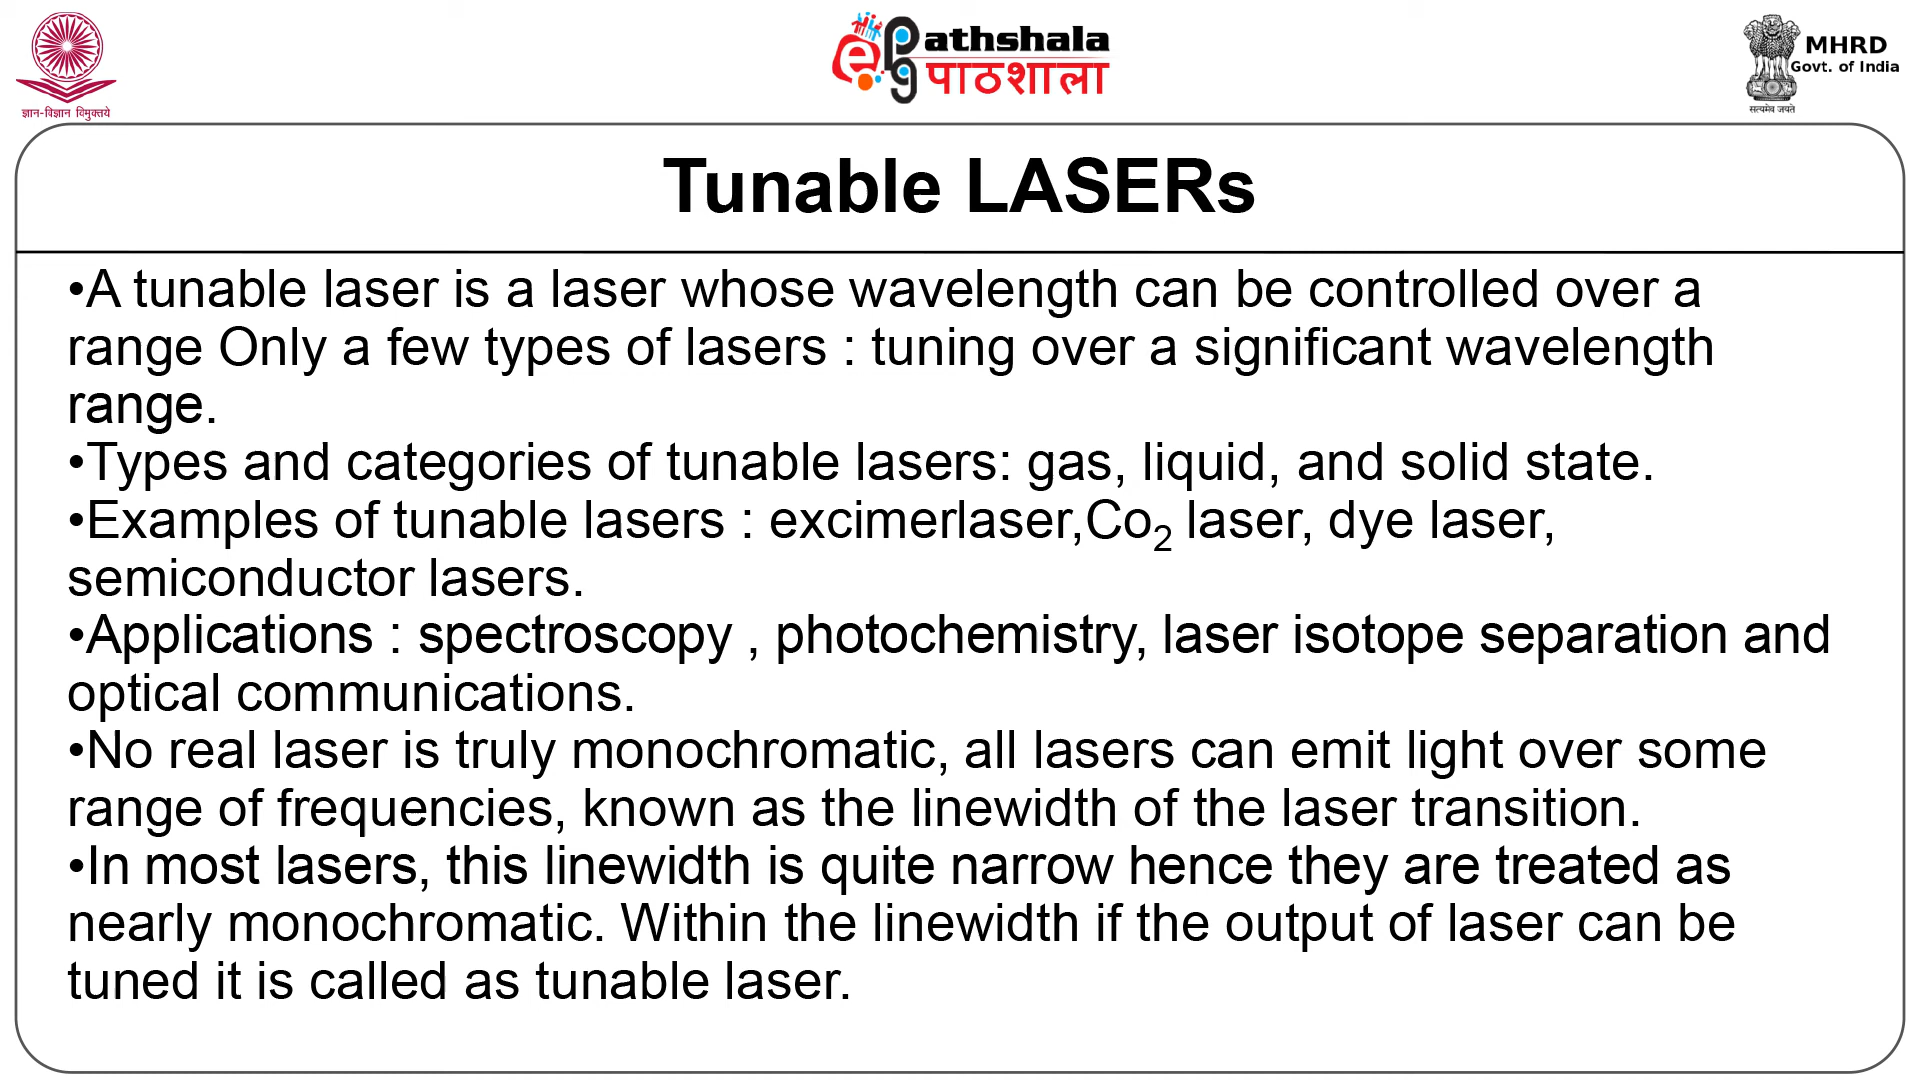 ज्ञान-विज्ञान विमुक्तये
ePG athshala
पाठशाला
MHRD
Govt. of India
सत्यमेव जयते
Tunable LASERs
•A tunable laser is a laser whose wavelength can be controlled over a
range Only a few types of lasers : tuning over a significant wavelength
range.
•Types and categories of tunable lasers: gas, liquid, and solid state.
•Examples of tunable lasers : excimerlaser,Co₂ laser, dye laser,
semiconductor lasers.
•Applications : spectroscopy , photochemistry, laser isotope separation and
optical communications.
•No real laser is truly monochromatic, all lasers can emit light over some
range of frequencies, known as the linewidth of the laser transition.
•In most lasers, this linewidth is quite narrow hence they are treated as
nearly monochromatic. Within the linewidth if the output of laser can be
tuned it is called as tunable laser.